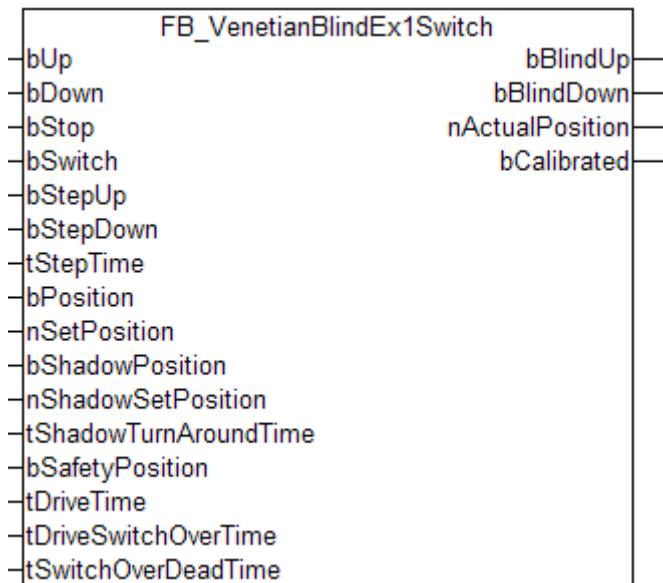 FB_VenetianBlindEx1Switch
bUp bBlindUp
bDown bBlindDown
bStop nActualPosition
bSwitch bCalibrated
bStepUp
bStepDown
tStepTime
bPosition
nSetPosition
bShadowPosition
nShadowSetPosition
tShadowTurnAroundTime
bSafetyPosition
tDriveTime
tDriveSwitchOverTime
tSwitchOverDeadTime